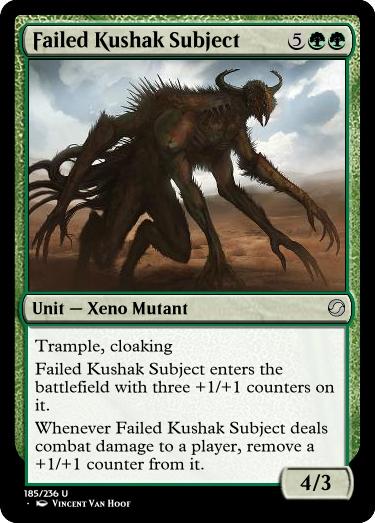 Failed Kushak Subject 5
Unit — Xeno Mutant
Trample, cloaking
Failed Kushak Subject enters the
battlefield with three +1/+1 counters on
it.
Whenever Failed Kushak Subject deals
combat damage to a player, remove a
+1/+1 counter from it.
4/3
185/236 U
· Vincent Van Hoof